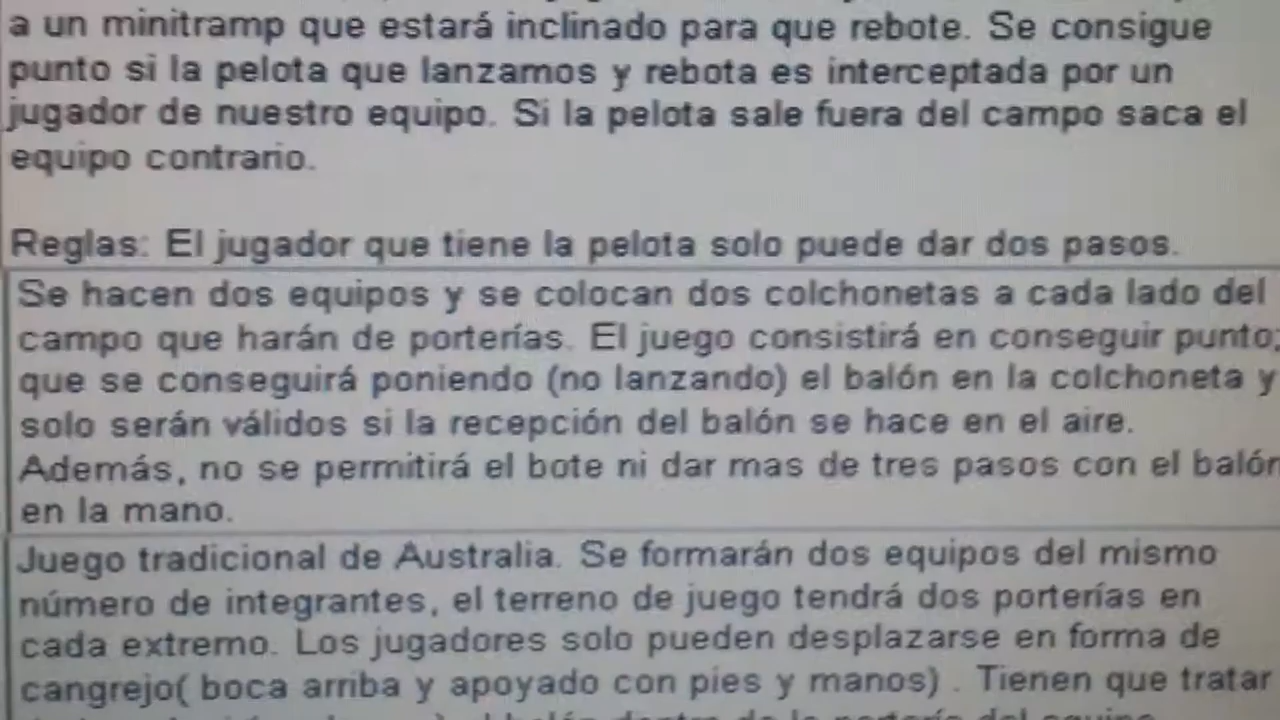 a un minitramp que estará inclinado para que rebote. Se consigue
punto si la pelota que lanzamos y rebota es interceptada por un
jugador de nuestro equipo. Si la pelota sale fuera del campo saca el
equipo contrario.
Reglas: El jugador que tiene la pelota solo puede dar dos pasos.
Se hacen dos equipos y se colocan dos colchonetas a cada lado del
campo que harán de porterías. El juego consistirá en conseguir punto,
que se conseguirá poniendo (no lanzando) el balón en la colchoneta y
solo serán válidos si la recepción del balón se hace en el aire.
Además, no se permitirá el bote ni dar mas de tres pasos con el balón
en la mano.
Juego tradicional de Australia. Se formarán dos equipos del mismo
número de integrantes, el terreno de juego tendrá dos porterías en
cada extremo. Los jugadores solo pueden desplazarse en forma de
cangrejo( boca arriba y apoyado con pies y manos) . Tienen que tratar
el balón dentro de la portería del equipo